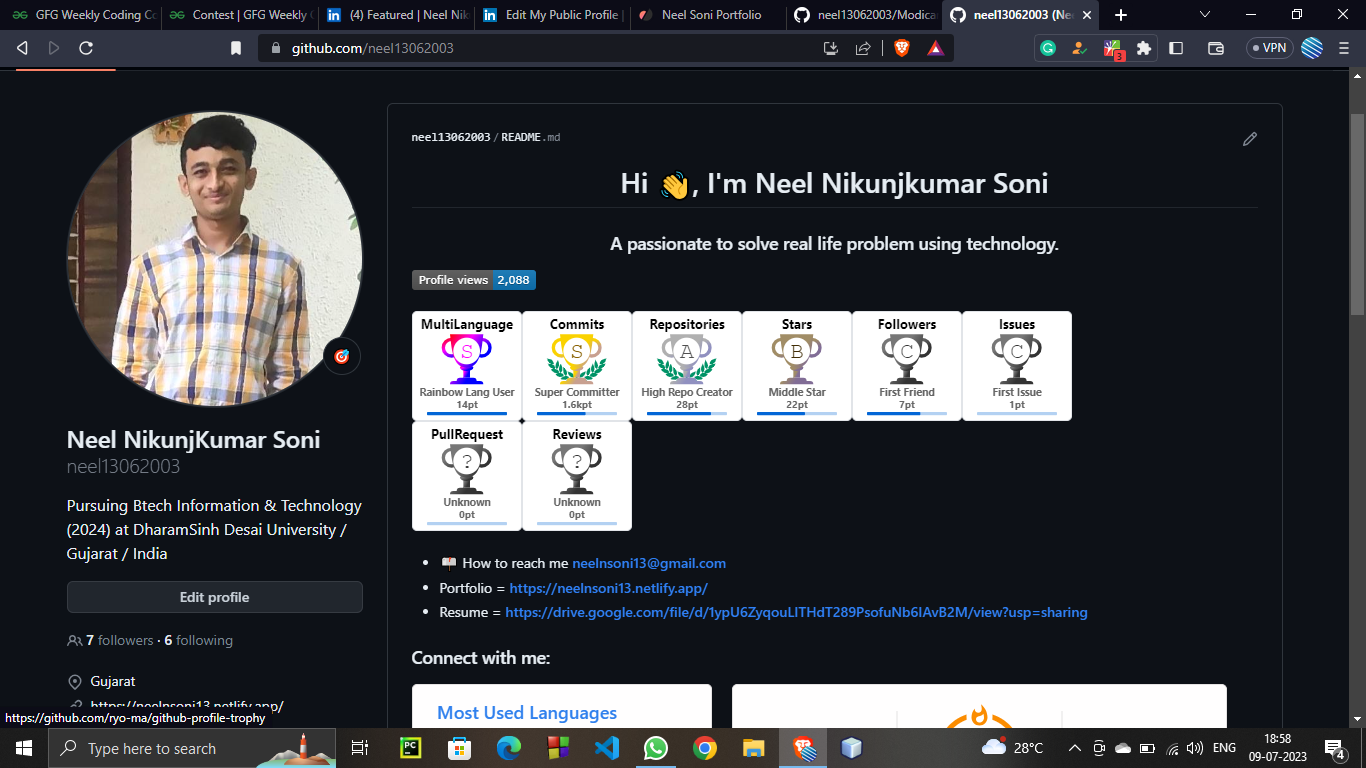 GFG Weekly Coding Co
Contest | GFG Weekly C
(4) Featured | Neel Nik
Edit My Public Profile |
Neel Soni Portfolio
neel13062003/Modica
neel13062003 (Nee
github.com/neel13062003
3
VPN
neel13062003/README.md
Hi 👋, I'm Neel Nikunjkumar Soni
A passionate to solve real life problem using technology.
Profile views 2,088
MultiLanguage Commits Repositories Stars Followers Issues
S S A B C C
Rainbow Lang User Super Committer High Repo Creator Middle Star First Friend First Issue
14pt 1.6kpt 28pt 22pt 7pt 1pt
PullRequest Reviews
? ?
Unknown Unknown
0pt 0pt
How to reach me neelnsoni13@gmail.com
Portfolio = https://neelnsoni13.netlify.app/
Resume = https://drive.google.com/file/d/1ypU6ZyqouLlTHdT289PsofuNb6IAvB2M/view?usp=sharing
Connect with me:
Most Used Languages
Neel NikunjKumar Soni
neel13062003
Pursuing Btech Information & Technology
(2024) at DharamSinh Desai University /
Gujarat / India
Edit profile
7 followers · 6 following
Gujarat
https://neelnsoni13.netlify.app/
https://github.com/ryo-ma/github-profile-trophy
Type here to search
PC
28°C
ENG
18:58
09-07-2023
4